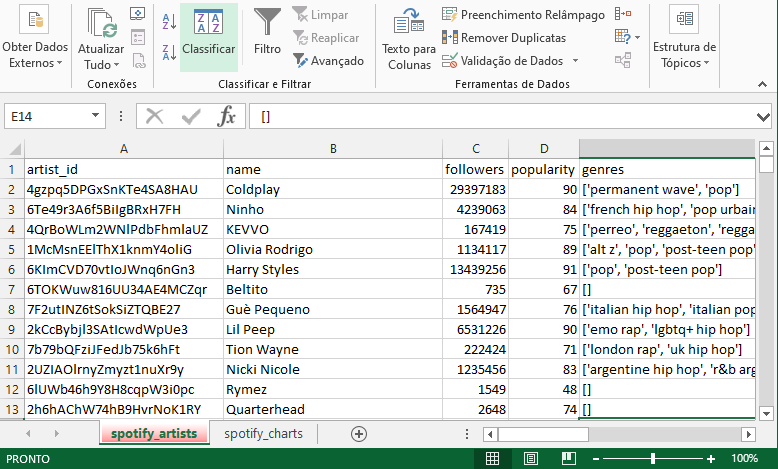 Obter Dados Externos
Atualizar Tudo
Conexões
Classificar
Filtro
Limpar
Reaplicar
Avançado
Classificar e Filtrar
Texto para Colunas
Preenchimento Relâmpago
Remover Duplicatas
Validação de Dados
Ferramentas de Dados
Estrutura de Tópicos
E14 fx []
A B C D
1 artist_id name followers popularity genres
2 4gzpq5DPGxSnKTe4SA8HAU Coldplay 29397183 90 ['permanent wave', 'pop']
3 6Te49r3A6f5BiIgBRxH7FH Ninho 4239063 84 ['french hip hop', 'pop urbain
4 4QrBoWLm2WNlPdbFhmlaUZ KEVVO 167419 75 ['perreo', 'reggaeton', 'regga
5 1McMsnEElThX1knmY4oliG Olivia Rodrigo 1134117 89 ['alt z', 'pop', 'post-teen pop'
6 6KImCVD70vtIoJWnq6nGn3 Harry Styles 13439256 91 ['pop', 'post-teen pop']
7 6TOKWuw816UU34AE4MCZqr Beltito 735 67 []
8 7F2utINZ6tSokSiZTQBE27 Guè Pequeno 1564947 76 ['italian hip hop', 'italian pop
9 2kCcBybjl3SAtIcwdWpUe3 Lil Peep 6531226 90 ['emo rap', 'lgbtq+ hip hop']
10 7b79bQFziJFedJb75k6hFt Tion Wayne 222424 71 ['london rap', 'uk hip hop']
11 2UZIAOlrnyZmyzt1nuXr9y Nicki Nicole 1235456 83 ['argentine hip hop', 'r&b arg
12 6lUWb46h9Y8H8cqpW3i0pc Rymez 1549 48 []
13 2h6hAChW74hB9HvrNoK1RY Quarterhead 2648 74 []
spotify_artists spotify_charts
PRONTO 100%